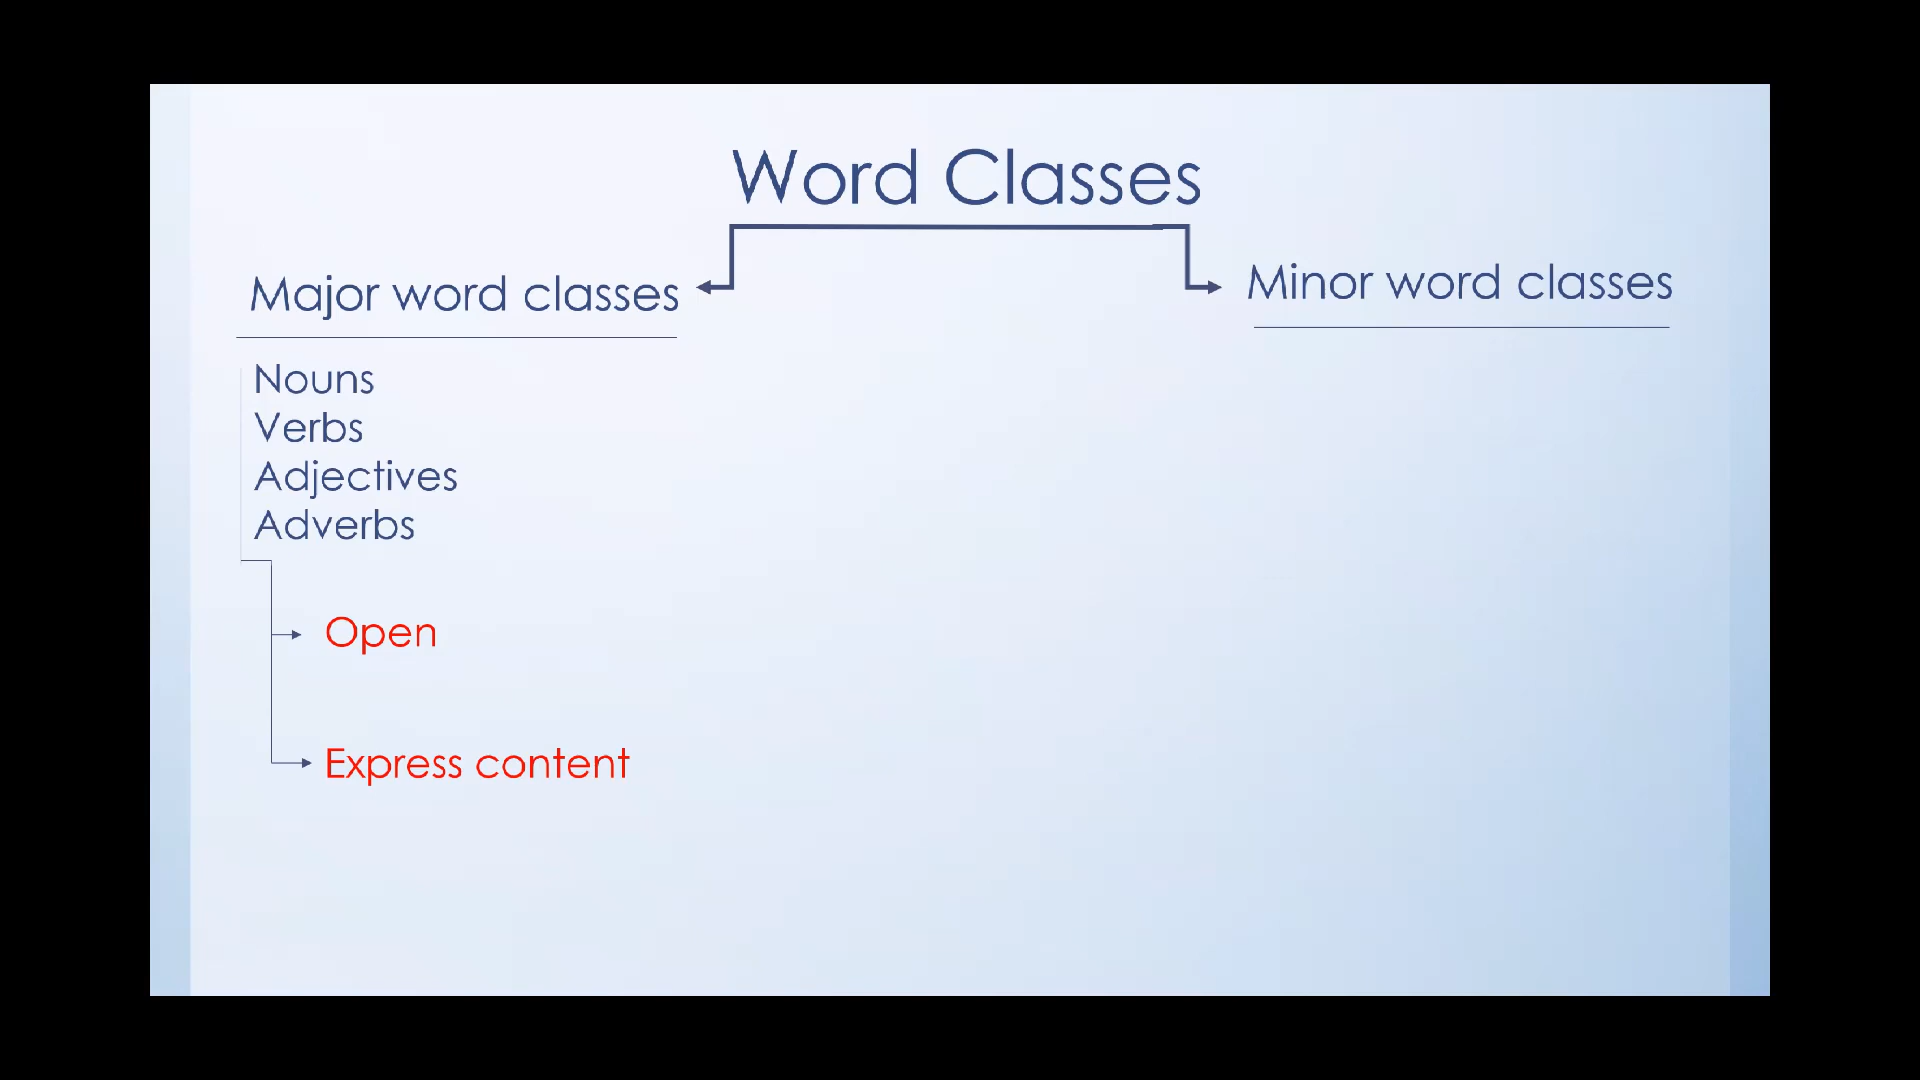 Word Classes
Major word classes
Minor word classes
Nouns
Verbs
Adjectives
Adverbs
Open
Express content